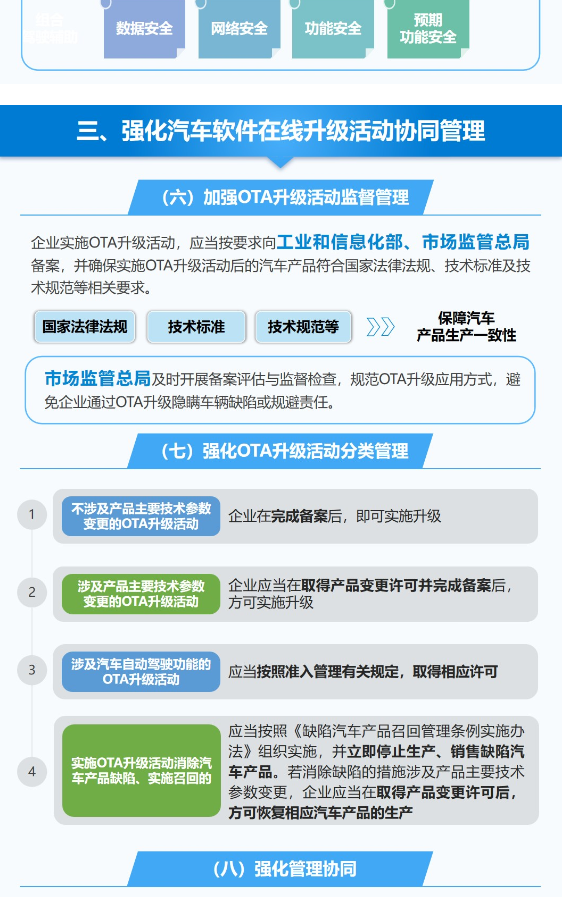 数据安全
网络安全
功能安全
预期
功能安全
三、强化汽车软件在线升级活动协同管理
（六）加强OTA升级活动监督管理
企业实施OTA升级活动，应当按要求向工业和信息化部、市场监管总局
备案，并确保实施OTA升级活动后的汽车产品符合国家法律法规、技术标准及技
术规范等相关要求。
国家法律法规
技术标准
技术规范等
保障汽车
产品生产一致性
市场监管总局及时开展备案评估与监督检查，规范OTA升级应用方式，避
免企业通过OTA升级隐瞒车辆缺陷或规避责任。
（七）强化OTA升级活动分类管理
1
不涉及产品主要技术参数
变更的OTA升级活动
企业在完成备案后，即可实施升级
2
涉及产品主要技术参数
变更的OTA升级活动
企业应当在取得产品变更许可并完成备案后，
方可实施升级
3
涉及汽车自动驾驶功能的
OTA升级活动
应当按照准入管理有关规定，取得相应许可
4
实施OTA升级活动消除汽
车产品缺陷、实施召回的
应当按照《缺陷汽车产品召回管理条例实施办
法》组织实施，并立即停止生产、销售缺陷汽
车产品。若消除缺陷的措施涉及产品主要技术
参数变更，企业应当在取得产品变更许可后，
方可恢复相应汽车产品的生产
（八）强化管理协同